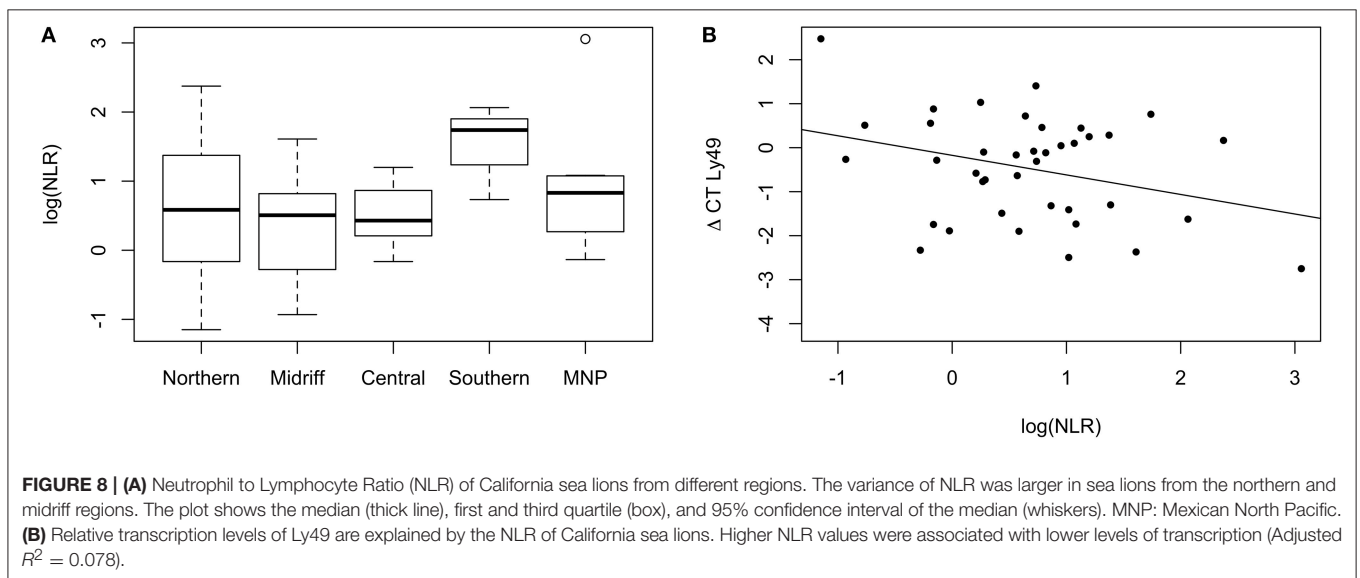 A
3
2
1
0
-1
log(NLR)
Northern
Midriff
Central
Southern
MNP
B
2
1
0
-1
-2
-3
-4
Δ CT Ly49
-1
0
1
2
3
log(NLR)
FIGURE 8 | (A) Neutrophil to Lymphocyte Ratio (NLR) of California sea lions from different regions. The variance of NLR was larger in sea lions from the northern and
midriff regions. The plot shows the median (thick line), first and third quartile (box), and 95% confidence interval of the median (whiskers). MNP: Mexican North Pacific.
(B) Relative transcription levels of Ly49 are explained by the NLR of California sea lions. Higher NLR values were associated with lower levels of transcription (Adjusted
R² = 0.078).